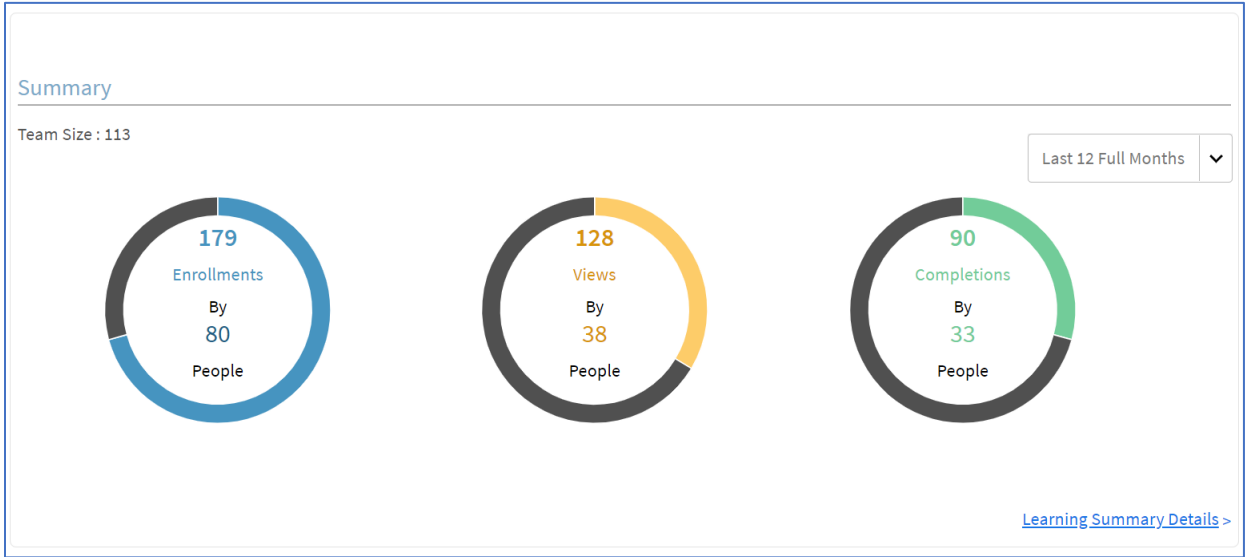 Summary
Team Size : 113
Last 12 Full Months
179
Enrollments
By
80
People
128
Views
By
38
People
90
Completions
By
33
People
Learning Summary Details >